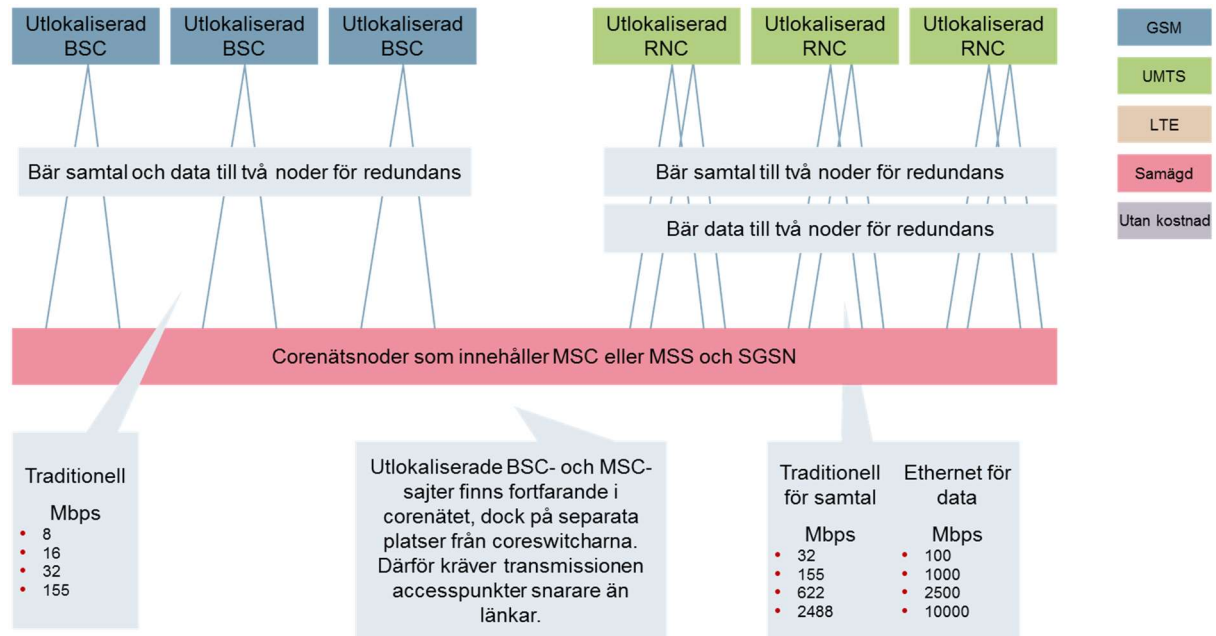 Utlokaliserad
BSC
Utlokaliserad
BSC
Utlokaliserad
BSC
Utlokaliserad
RNC
Utlokaliserad
RNC
Utlokaliserad
RNC
GSM
UMTS
LTE
Samägd
Utan kostnad
Bär samtal och data till två noder för redundans
Bär samtal till två noder för redundans
Bär data till två noder för redundans
Corenätsnoder som innehåller MSC eller MSS och SGSN
Traditionell
Mbps
• 8
• 16
• 32
• 155
Utlokaliserade BSC- och MSC-
sajter finns fortfarande i
corenätet, dock på separata
platser från coreswitcharna.
Därför kräver transmissionen
accesspunkter snarare än
länkar.
Traditionell
för samtal
Mbps
• 32
• 155
• 622
• 2488
Ethernet för
data
Mbps
• 100
• 1000
• 2500
• 10000